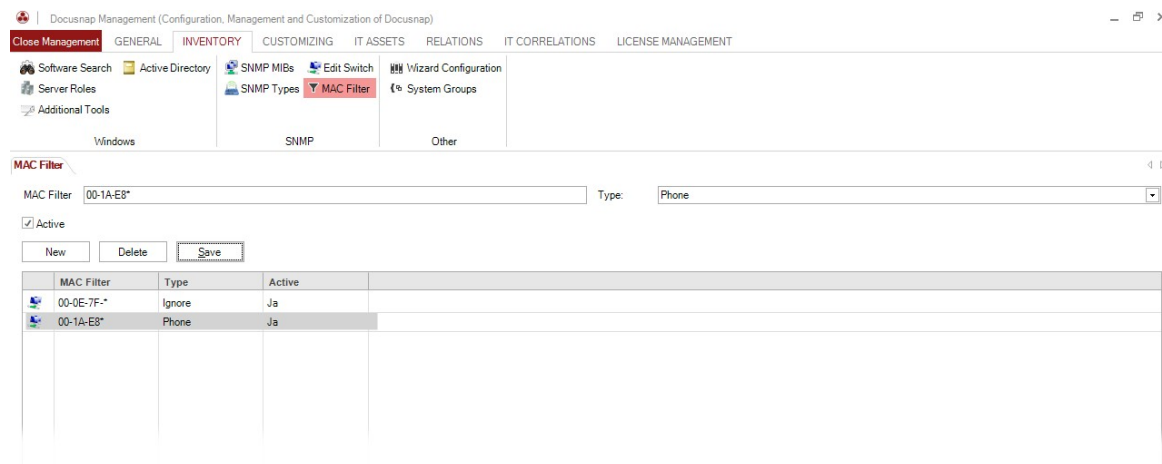 Docusnap Management (Configuration, Management and Customization of Docusnap)
Close Management GENERAL INVENTORY CUSTOMIZING IT ASSETS RELATIONS IT CORRELATIONS LICENSE MANAGEMENT
Software Search Active Directory SNMP MIBs Edit Switch Wizard Configuration
Server Roles SNMP Types MAC Filter System Groups
Additional Tools
Windows SNMP Other
MAC Filter
MAC Filter 00-1A-E8* Type: Phone
Active
New Delete Save
MAC Filter Type Active
00-0E-7F-* Ignore Ja
00-1A-E8* Phone Ja